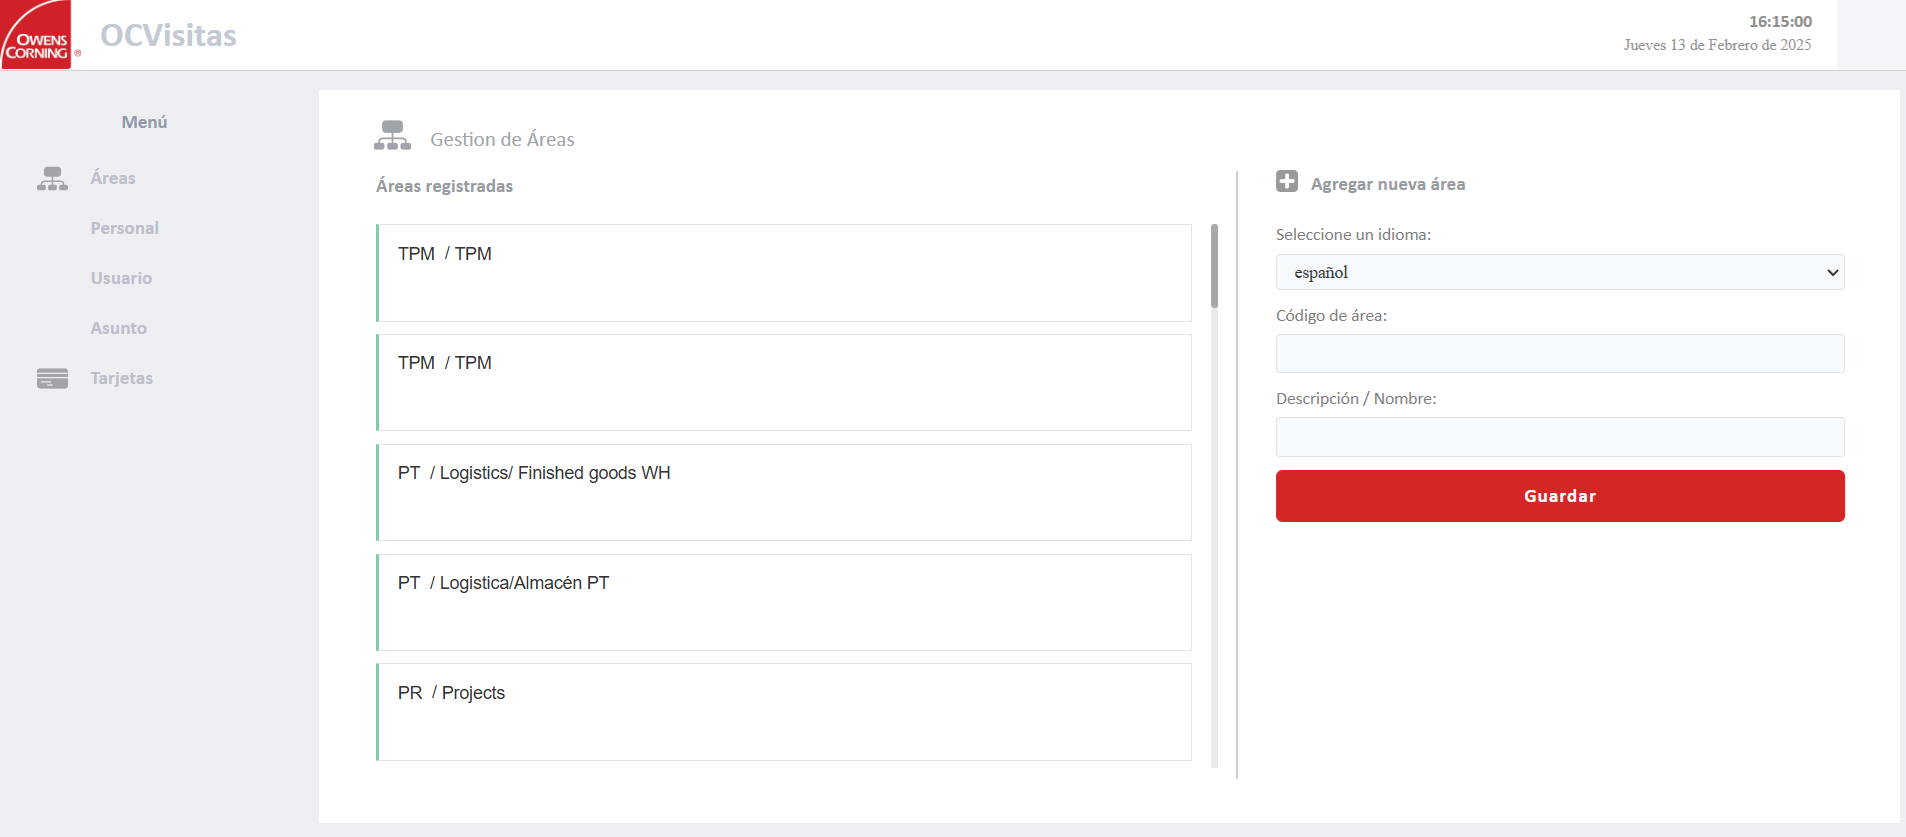 OWENS
CORNING ®
OCVisitas
16:15:00
Jueves 13 de Febrero de 2025
Menú
Áreas
Personal
Usuario
Asunto
Tarjetas
Gestion de Áreas
Áreas registradas
TPM / TPM
TPM / TPM
PT / Logistics/ Finished goods WH
PT / Logistica/Almacén PT
PR / Projects
Agregar nueva área
Seleccione un idioma:
español
Código de área:
Descripción / Nombre:
Guardar